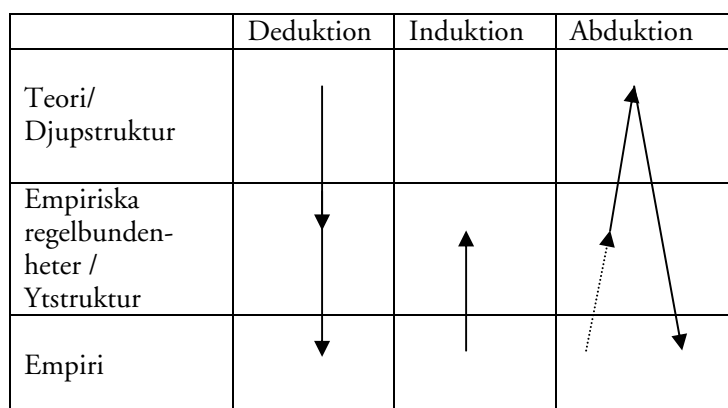 Deduktion Induktion Abduktion
Teori/
Djupstruktur
Empiriska
regelbunden-
heter /
Ytstruktur
Empiri